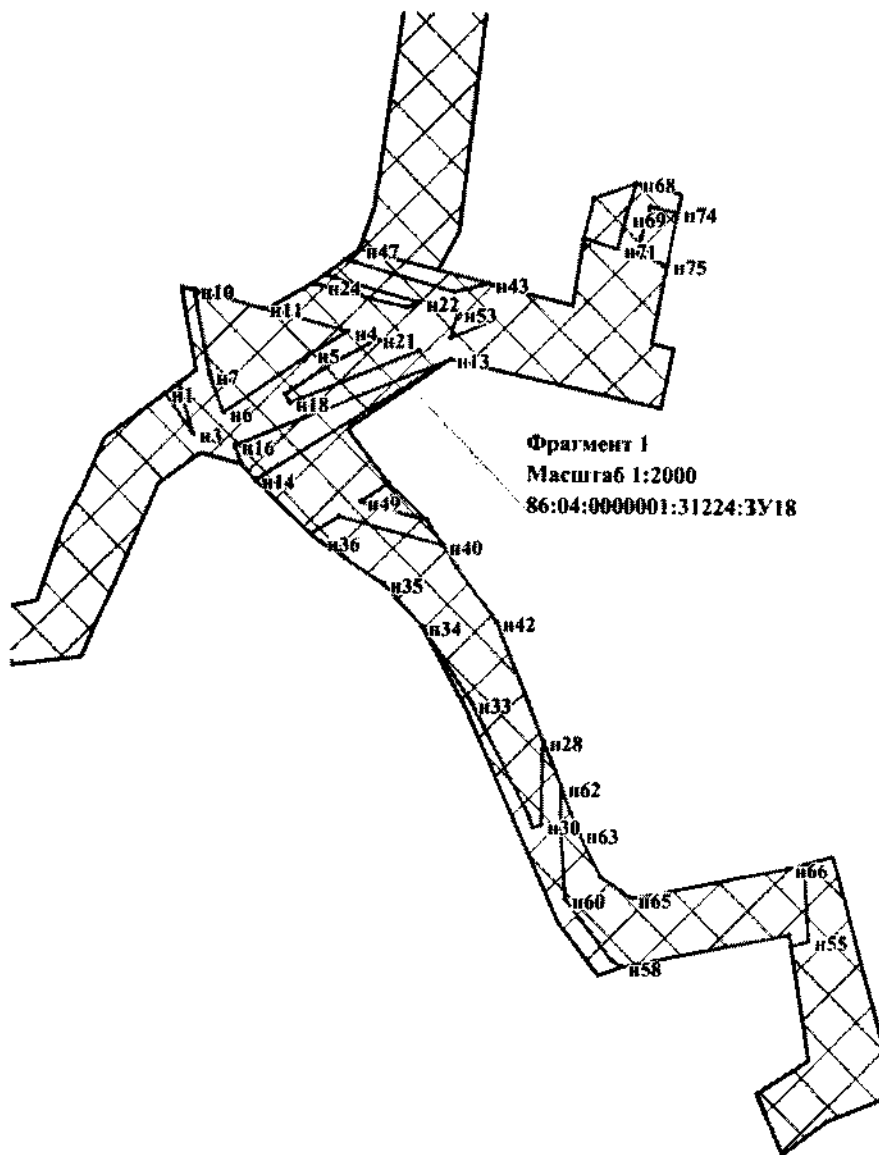 н68
н69
н74
н71
н75
н47
н10
н24
н43
н11
н22
н53
н4
н21
н5
н13
н7
н1
н6
н18
н3
н16
Фрагмент 1
Масштаб 1:2000
н14
86:04:0000001:31224:ЗУ18
н49
н36
н40
н35
н34
н42
н33
н28
н62
н30
н63
н66
н60
н65
н55
н58